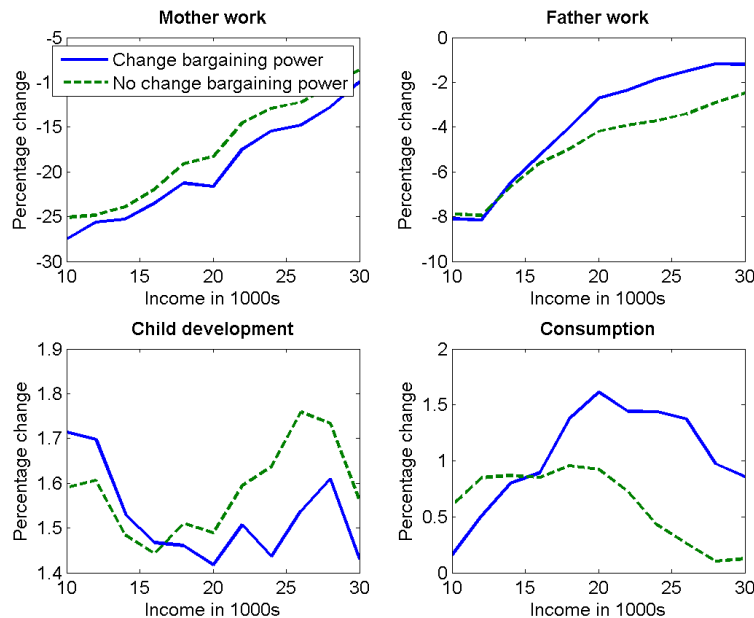 Mother work
Father work
-5
-1
-15
-20
-25
-30
Percentage change
Change bargaining power
No change bargaining power
10 15 20 25 30
Income in 1000s
0
-2
-4
-6
-8
-10
Percentage change
10 15 20 25 30
Income in 1000s
Child development
Consumption
1.9
1.8
1.7
1.6
1.5
1.4
Percentage change
10 15 20 25 30
Income in 1000s
2
1.5
1
0.5
0
Percentage change
10 15 20 25 30
Income in 1000s